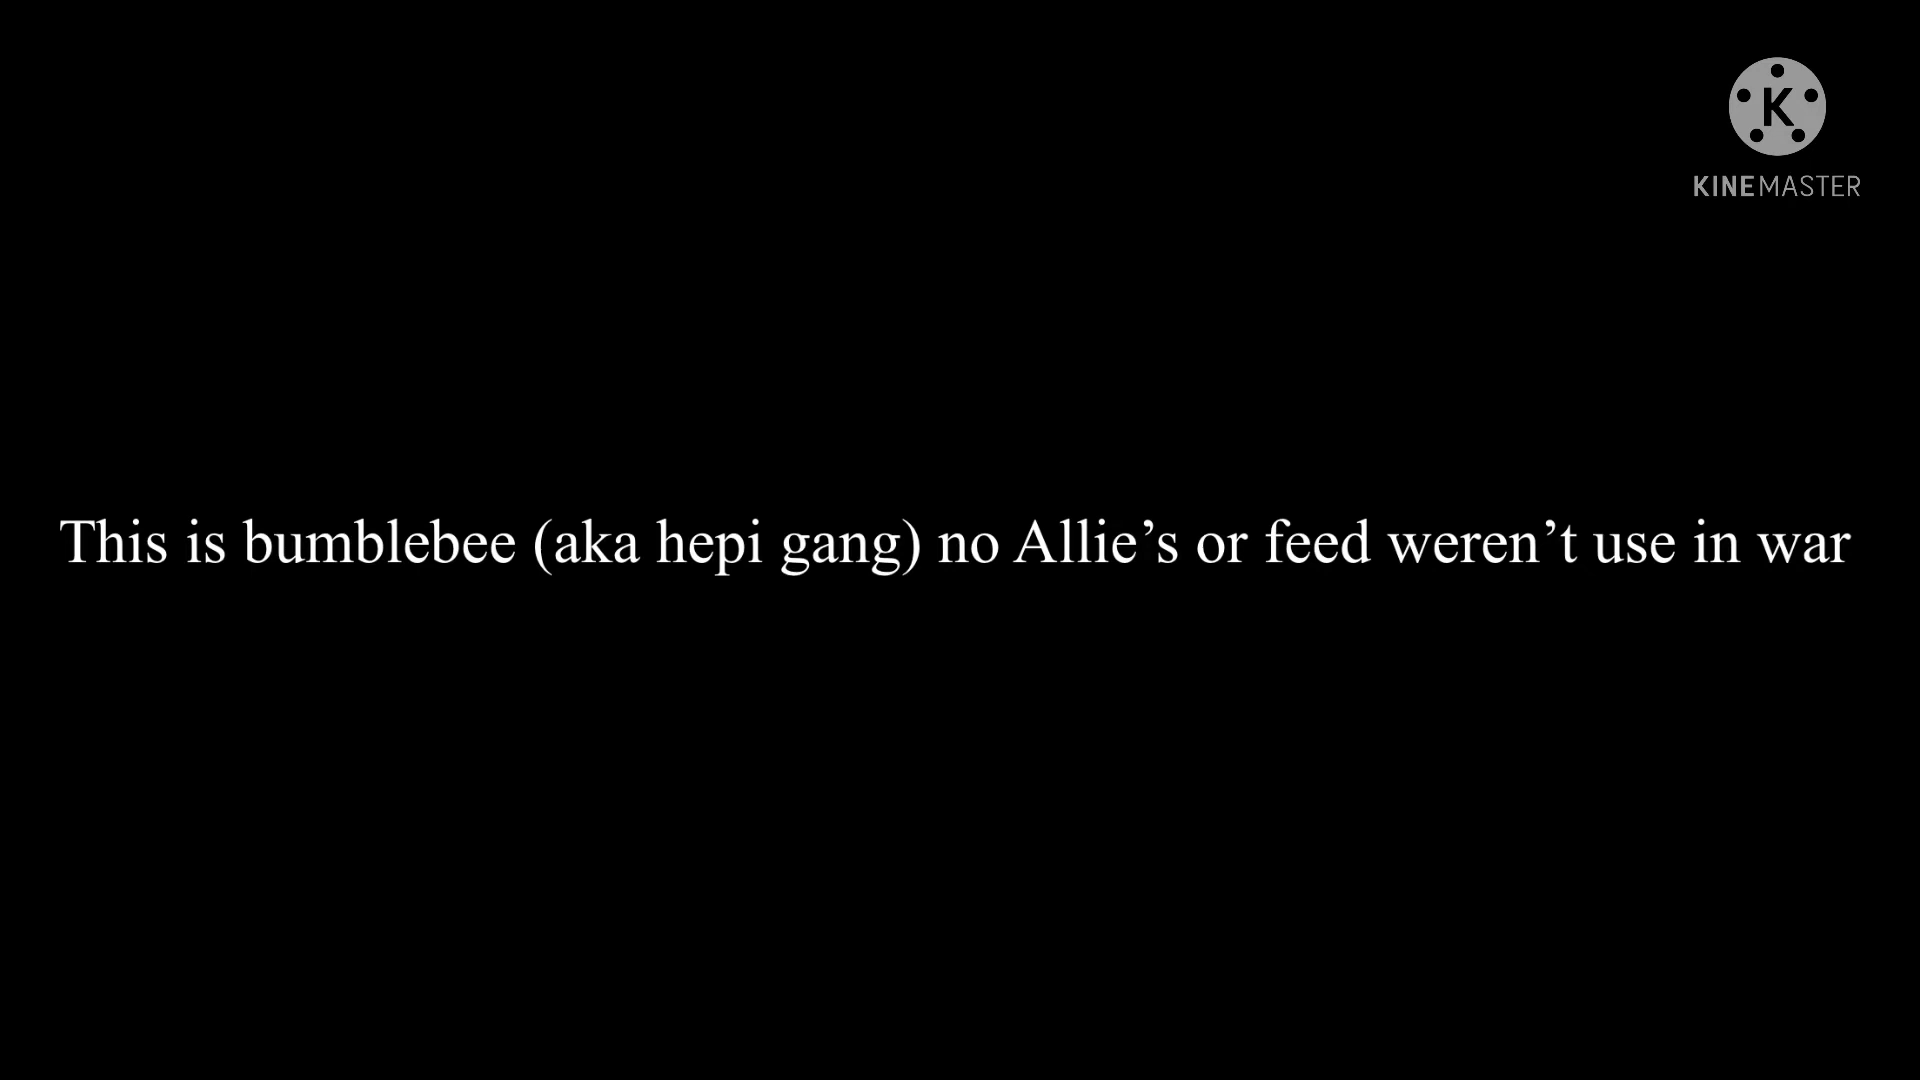 K
KINEMASTER
This is bumblebee (aka hepi gang) no Allie’s or feed weren’t use in war